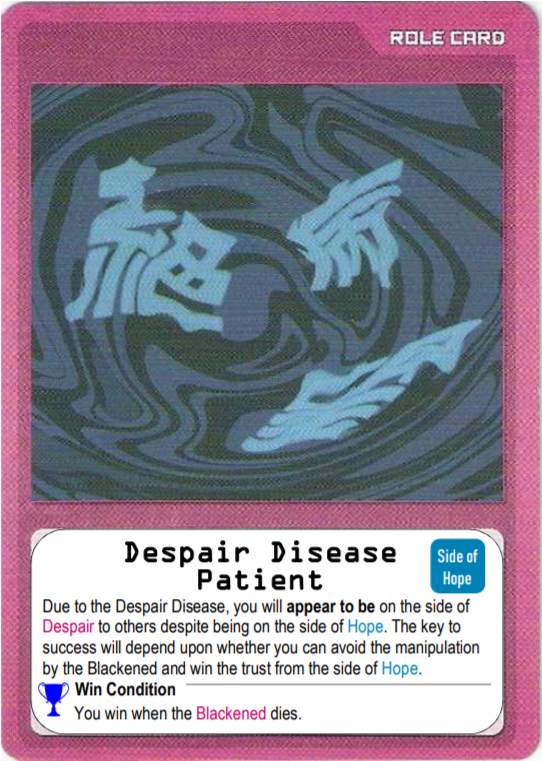 ROLE CARD
Despair Disease
Patient
Side of
Hope
Due to the Despair Disease, you will appear to be on the side of
Despair to others despite being on the side of Hope. The key to
success will depend upon whether you can avoid the manipulation
by the Blackened and win the trust from the side of Hope.
Win Condition
You win when the Blackened dies.